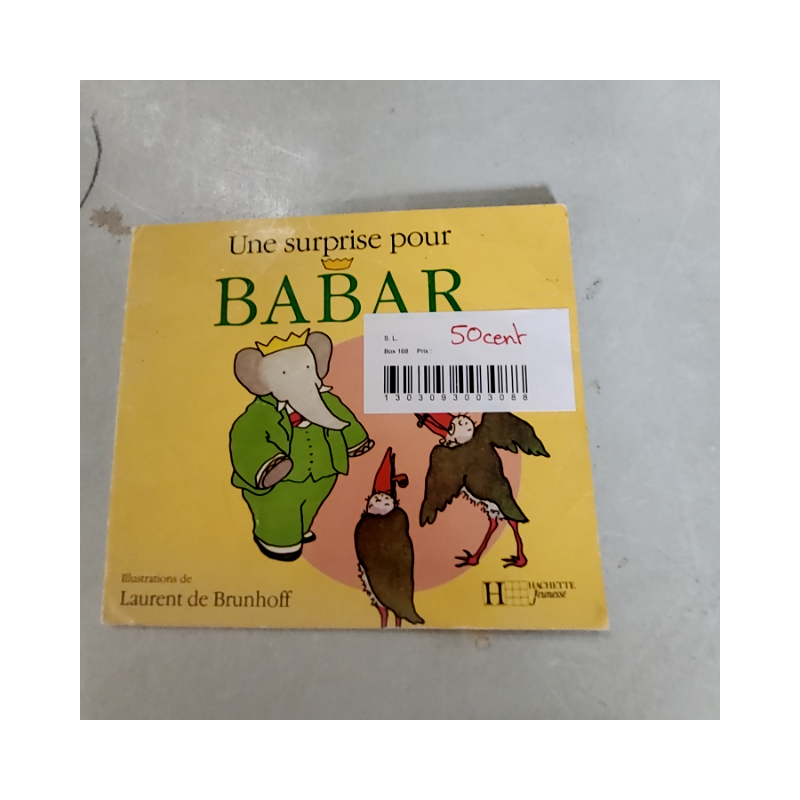 Une surprise pour
BABAR
S. L.
50cent
Box 168 Prix :
1303093003088
Illustrations de
Laurent de Brunhoff
H HACHETTE
Jeunesse